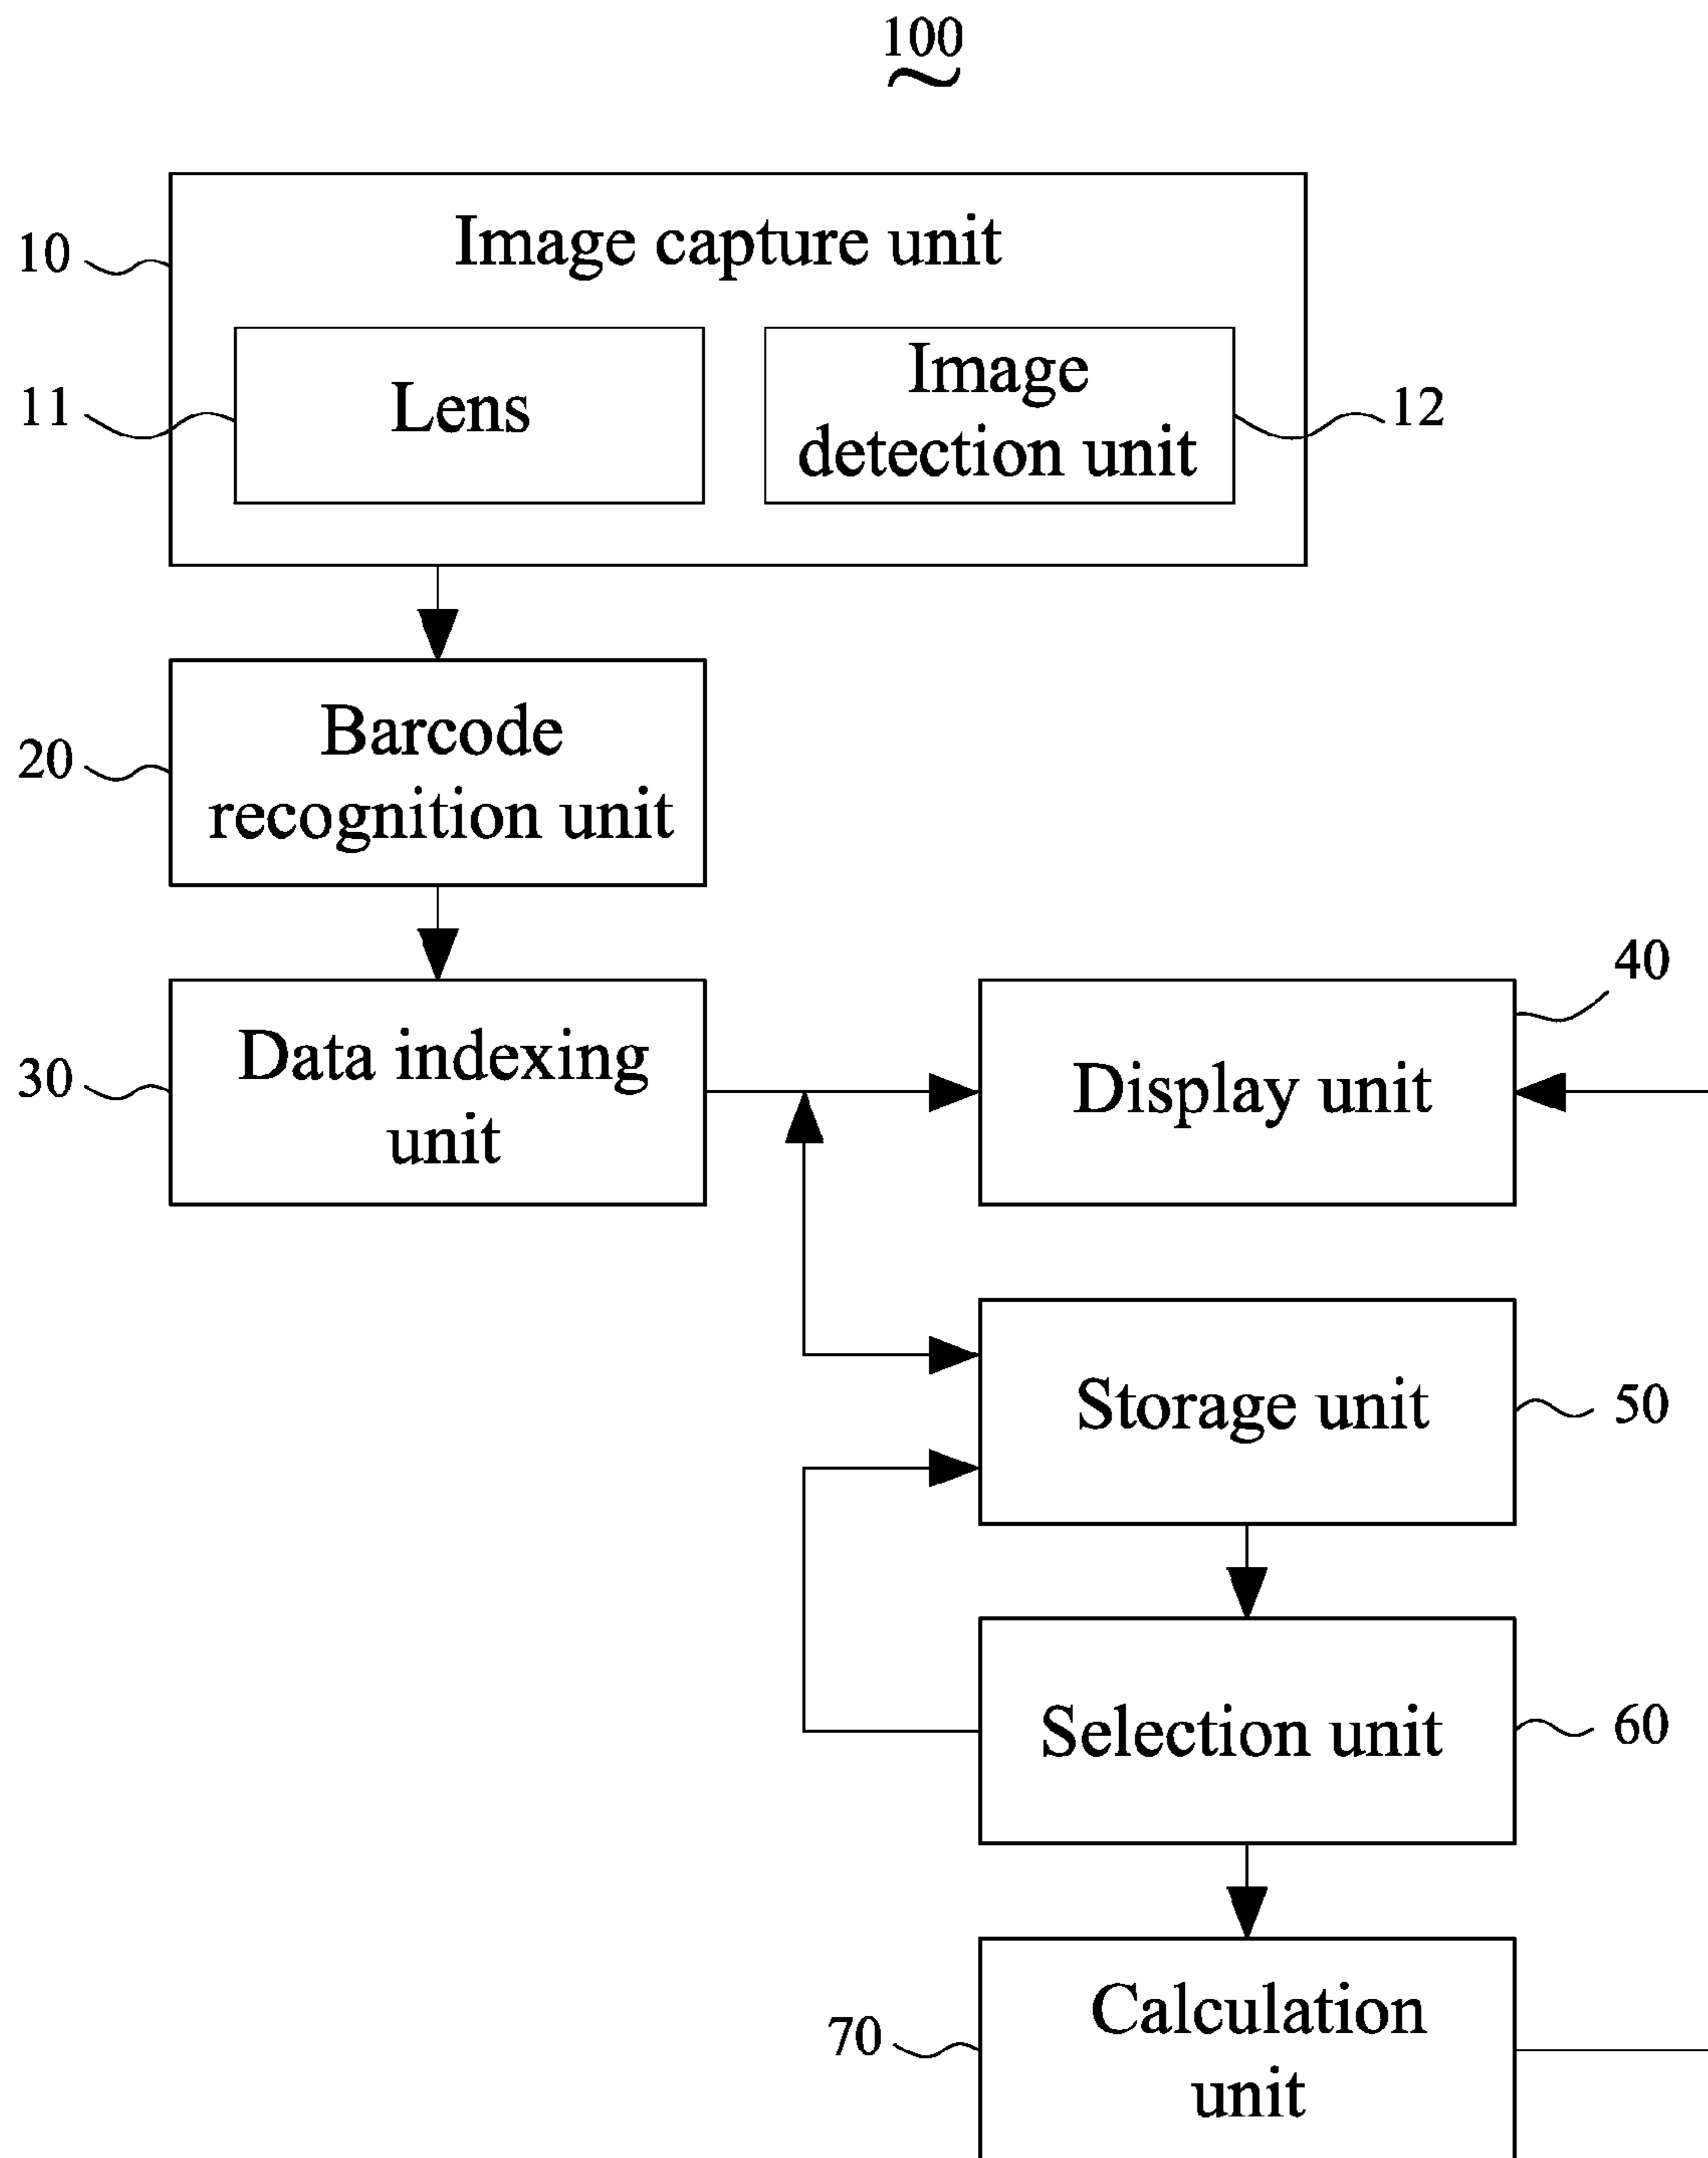 100
10
Image capture unit
11
Lens
Image
detection unit
12
20
Barcode
recognition unit
30
Data indexing
unit
40
Display unit
Storage unit
50
Selection unit
60
70
Calculation
unit